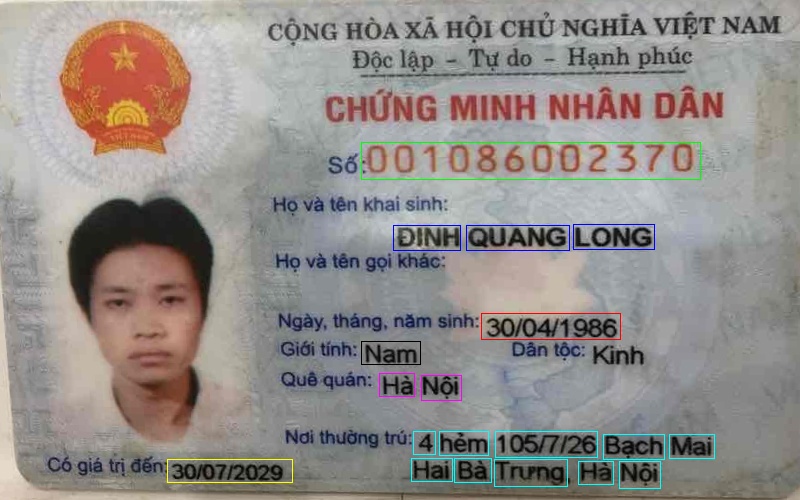 CỘNG HÒA XÃ HỘI CHỦ NGHĨA VIỆT NAM
Độc lập - Tự do - Hạnh phúc
CHỨNG MINH NHÂN DÂN
Số: 001086002370
Họ và tên khai sinh:
ĐINH QUANG LONG
Họ và tên gọi khác:
Ngày, tháng, năm sinh: 30/04/1986
Giới tính: Nam Dân tộc: Kinh
Quê quán: Hà Nội
Nơi thường trú: 4 hẻm 105/7/26 Bạch Mai
Hai Bà Trưng, Hà Nội
Có giá trị đến: 30/07/2029